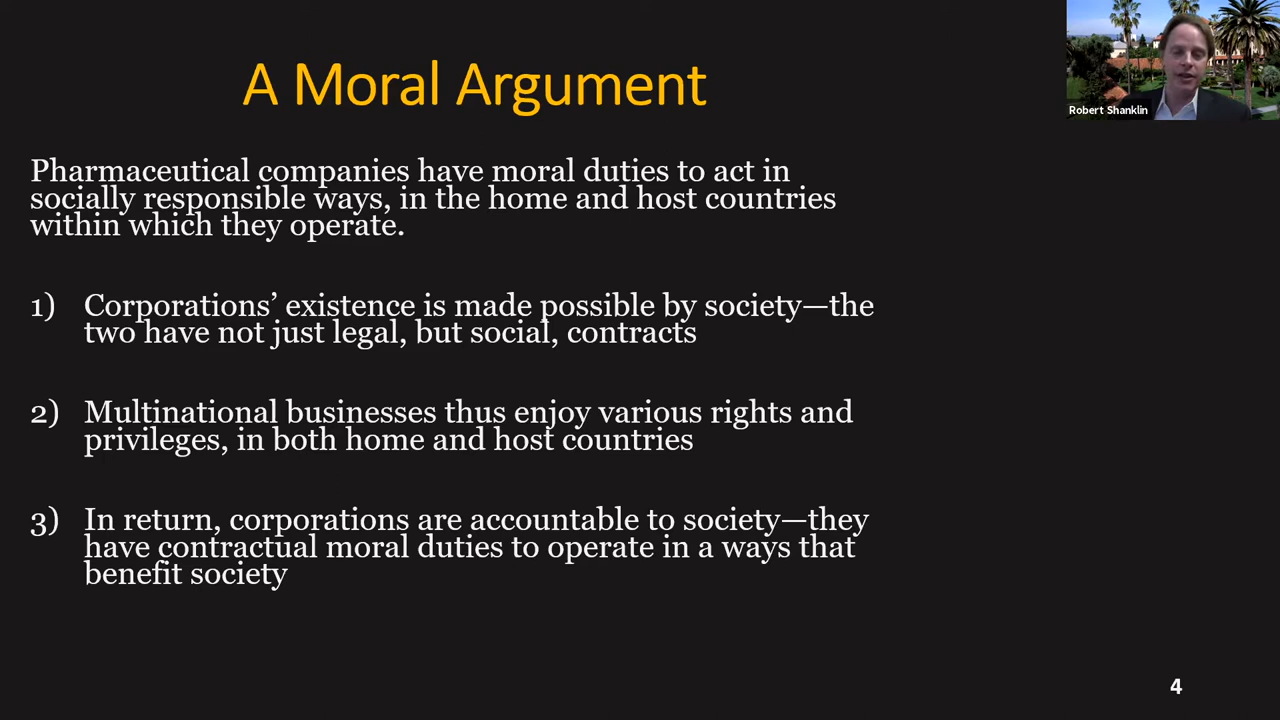 A Moral Argument
Robert Shanklin
Pharmaceutical companies have moral duties to act in
socially responsible ways, in the home and host countries
within which they operate.
1) Corporations’ existence is made possible by society—the
two have not just legal, but social, contracts
2) Multinational businesses thus enjoy various rights and
privileges, in both home and host countries
3) In return, corporations are accountable to society—they
have contractual moral duties to operate in a ways that
benefit society
4